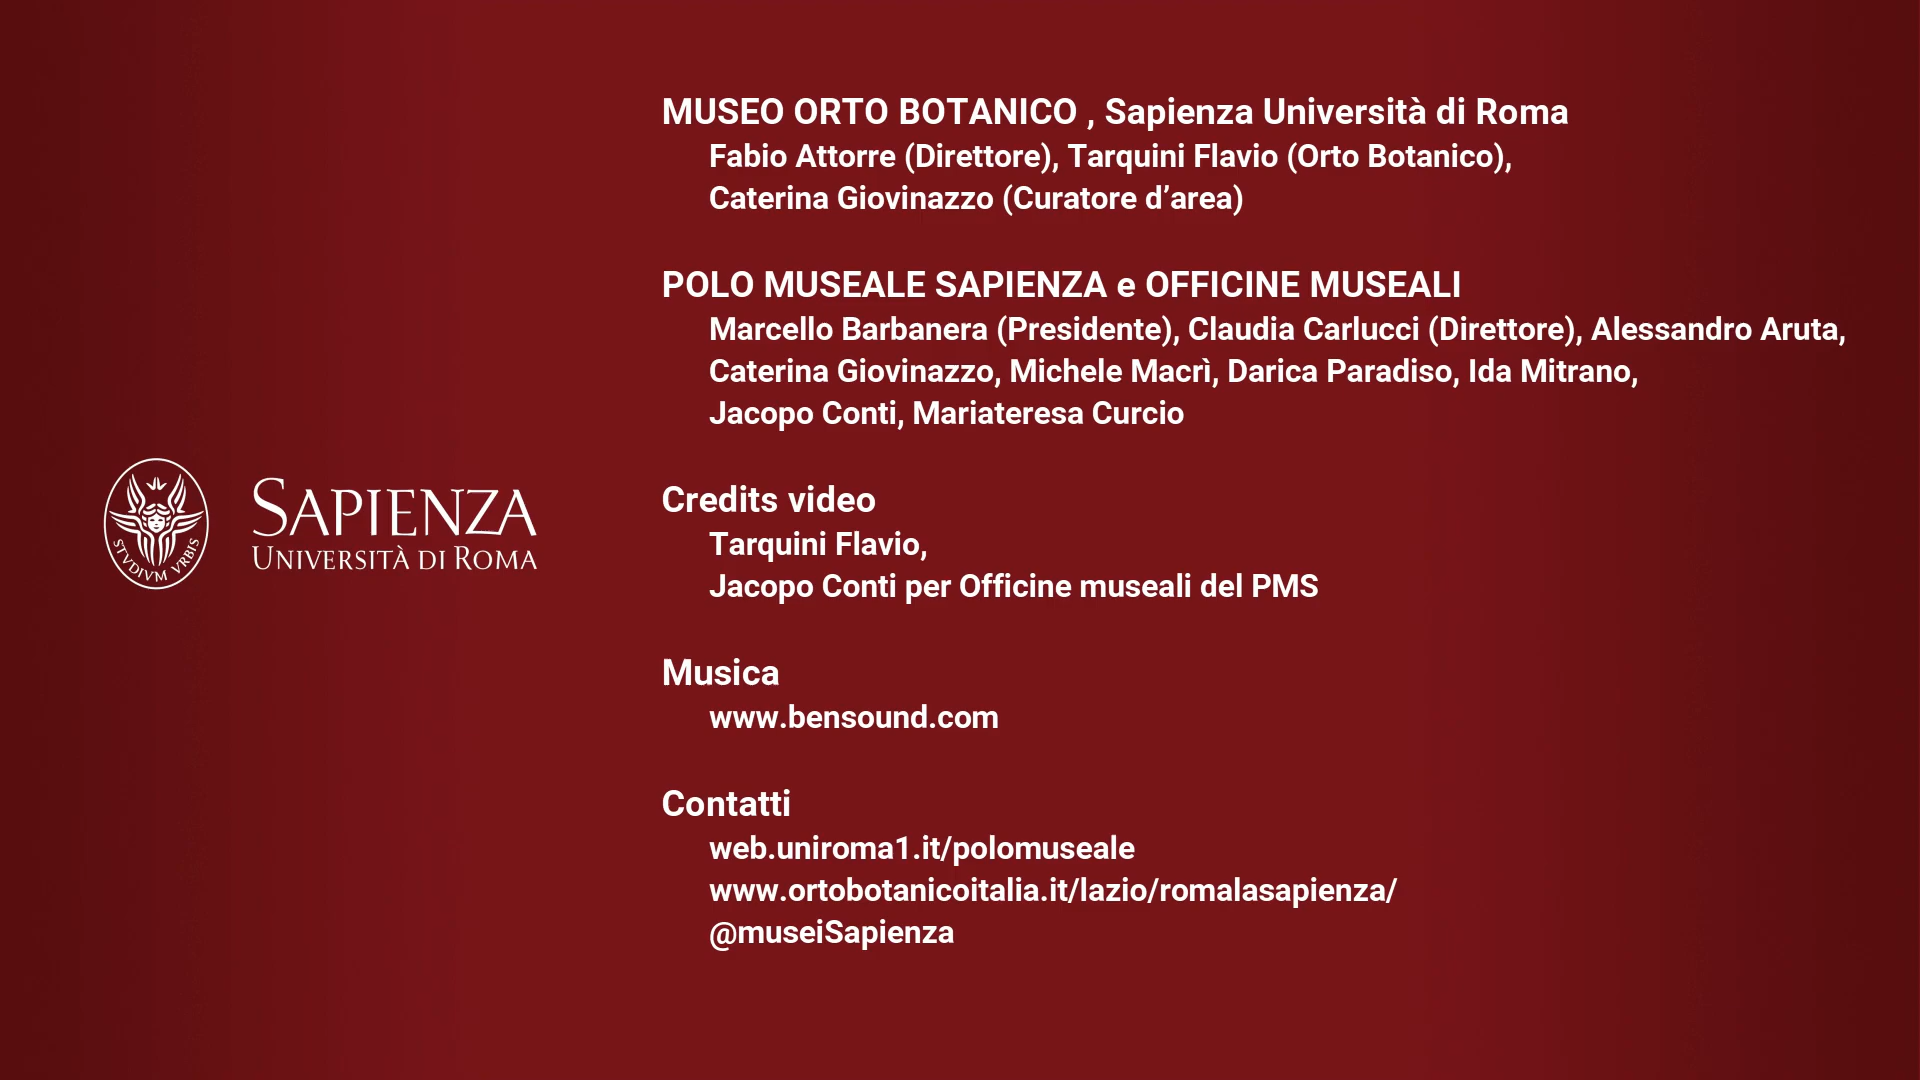 STVDIVM VRBIS
SAPIENZA
UNIVERSITÀ DI ROMA
MUSEO ORTO BOTANICO , Sapienza Università di Roma
Fabio Attorre (Direttore), Tarquini Flavio (Orto Botanico),
Caterina Giovinazzo (Curatore d’area)
POLO MUSEALE SAPIENZA e OFFICINE MUSEALI
Marcello Barbanera (Presidente), Claudia Carlucci (Direttore), Alessandro Aruta,
Caterina Giovinazzo, Michele Macrì, Darica Paradiso, Ida Mitrano,
Jacopo Conti, Mariateresa Curcio
Credits video
Tarquini Flavio,
Jacopo Conti per Officine museali del PMS
Musica
www.bensound.com
Contatti
web.uniroma1.it/polomuseale
www.ortobotanicoitalia.it/lazio/romalasapienza/
@museiSapienza